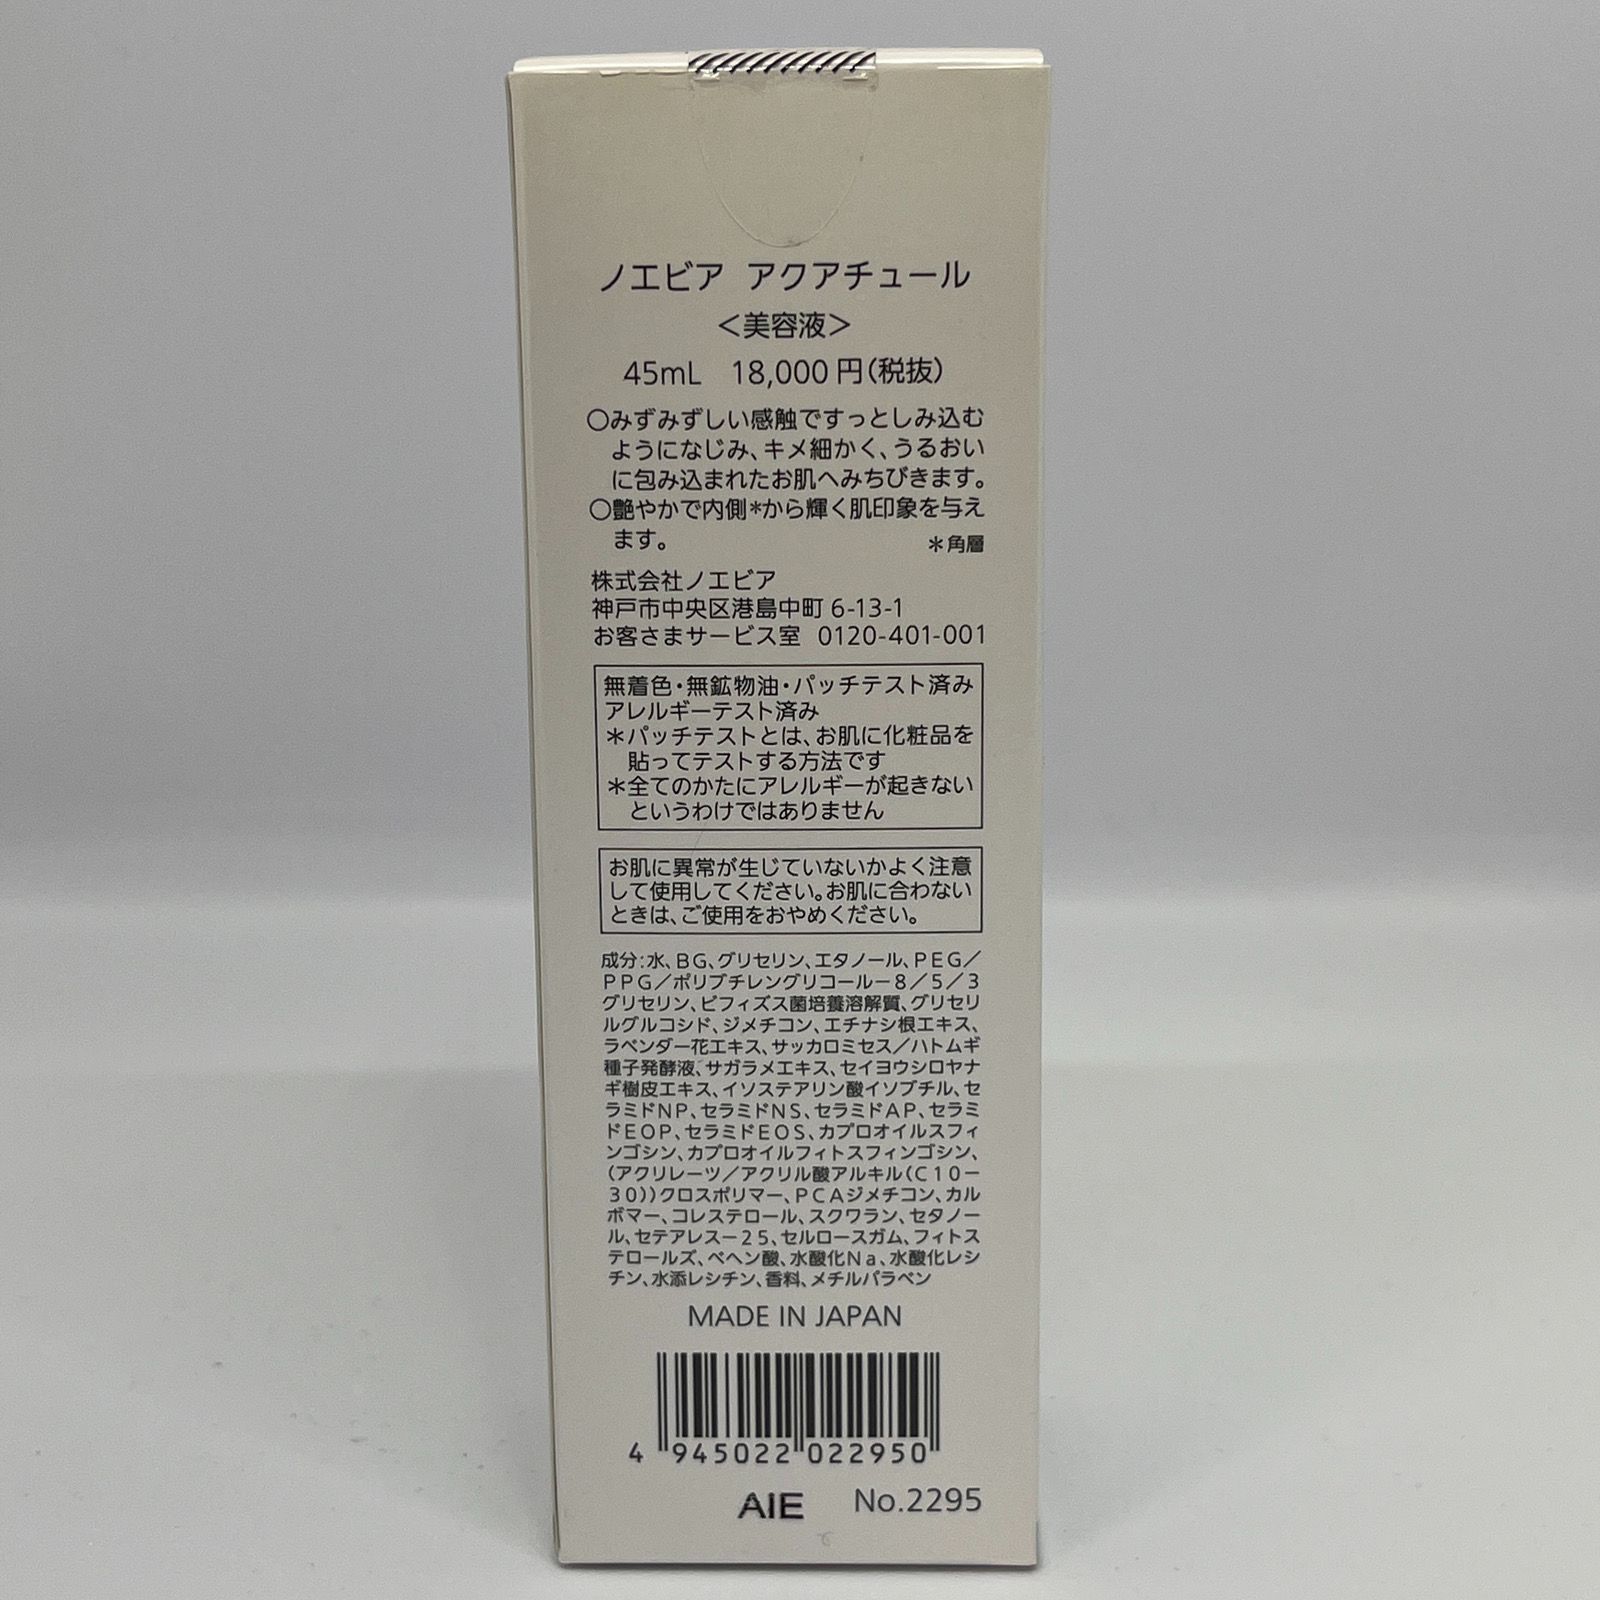 ノエビア アクアチュール
＜美容液＞
45mL 18,000円(税抜)
○みずみずしい感触ですっとしみ込む
ようになじみ、キメ細かく、うるおい
に包み込まれたお肌へみちびきます。
○艶やかで内側*から輝く肌印象を与え
ます。 *角層
株式会社ノエビア
神戸市中央区港島中町 6-13-1
お客さまサービス室 0120-401-001
無着色・無鉱物油・パッチテスト済み
アレルギーテスト済み
*パッチテストとは、お肌に化粧品を
貼ってテストする方法です
*全てのかたにアレルギーが起きない
というわけではありません
お肌に異常が生じていないかよく注意
して使用してください。お肌に合わない
ときは、ご使用をおやめください。
成分：水、BG、グリセリン、エタノール、PEG／
PPG／ポリブチレングリコール－8／5／3
グリセリン、ビフィズス菌培養溶解質、グリセリ
ルグルコシド、ジメチコン、エチナシ根エキス、
ラベンダー花エキス、サッカロミセス／ハトムギ
種子発酵液、サガラメエキス、セイヨウシロヤナ
ギ樹皮エキス、イソステアリン酸イソブチル、セ
ラミドNP、セラミドNS、セラミドAP、セラミ
ドEOP、セラミドEOS、カプロオイルスフィ
ンゴシン、カプロオイルフィトスフィンゴシン、
(アクリレーツ／アクリル酸アルキル(C10－
30))クロスポリマー、PCAジメチコン、カル
ボマー、コレステロール、スクワラン、セタノー
ル、セテアレス－25、セルロースガム、フィトス
テロールズ、ベヘン酸、水酸化Na、水酸化レシ
チン、水添レシチン、香料、メチルパラベン
MADE IN JAPAN
4 945022 022950
AIE No.2295